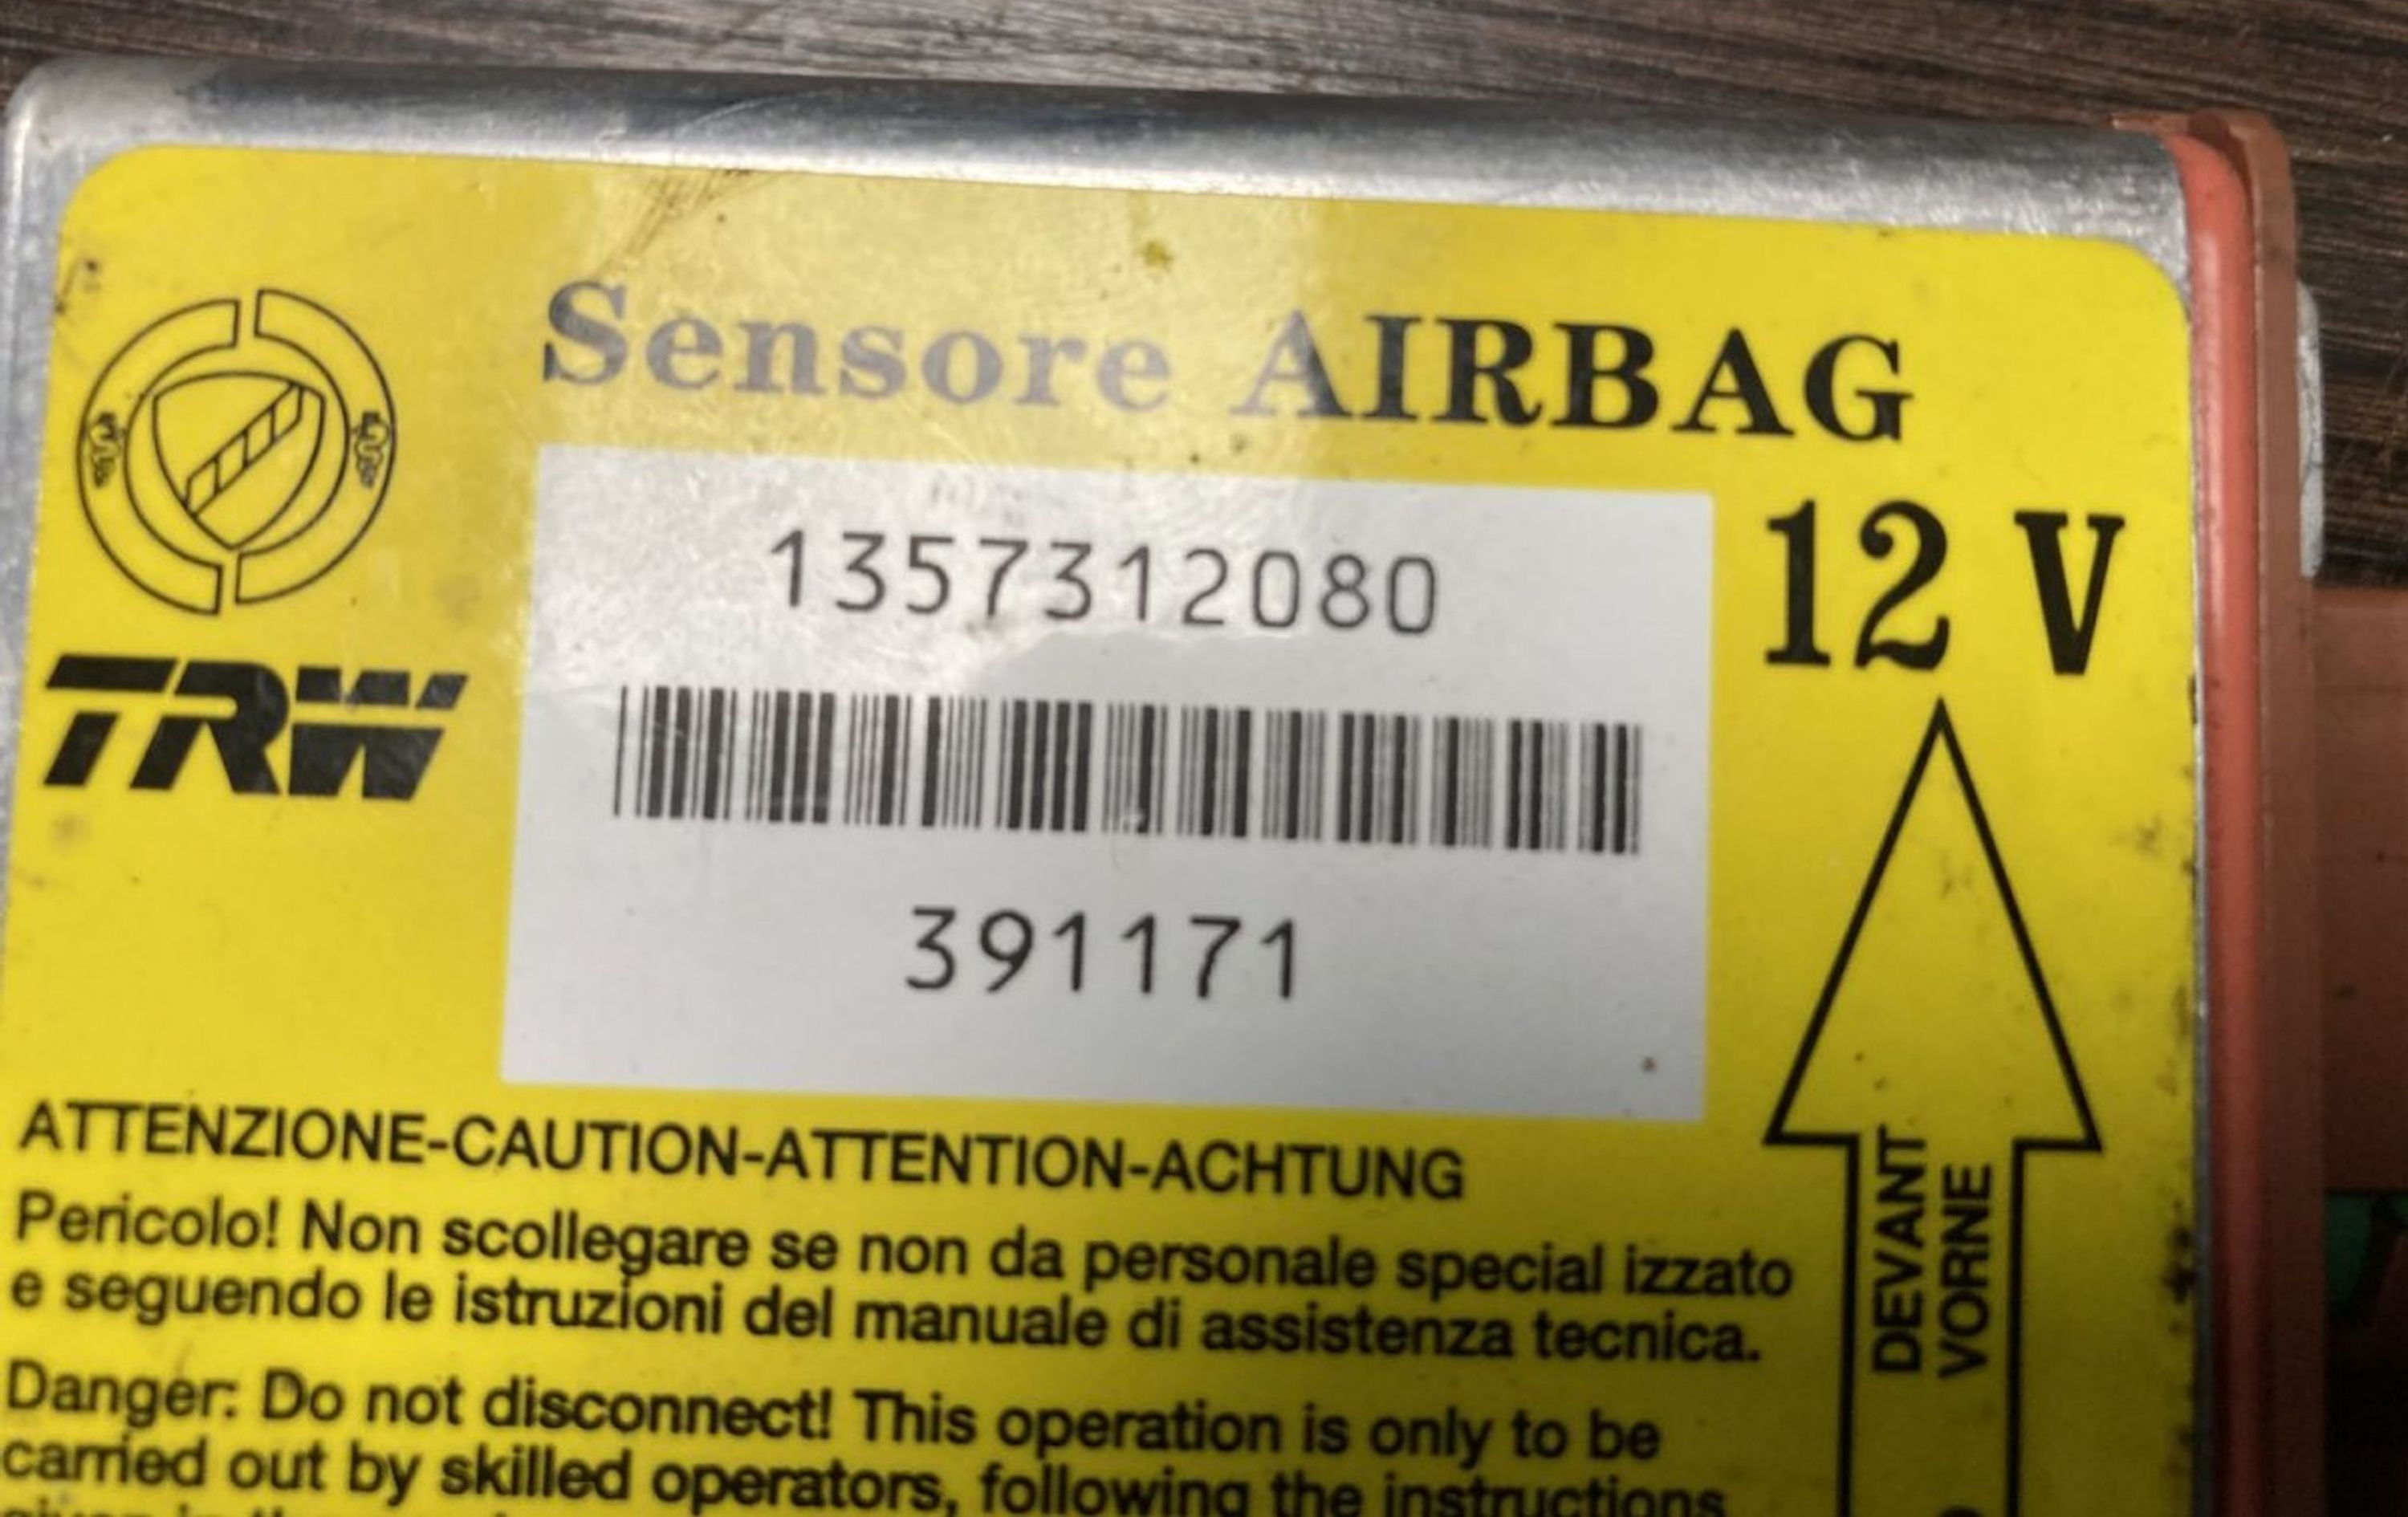 Sensore AIRBAG
1357312080
12 V
TRW
391171
ATTENZIONE-CAUTION-ATTENTION-ACHTUNG
Pericolo! Non scollegare se non da personale special izzato
e seguendo le istruzioni del manuale di assistenza tecnica.
Danger: Do not disconnect! This operation is only to be
carried out by skilled operators, following the instructions
DEVANT
VORNE